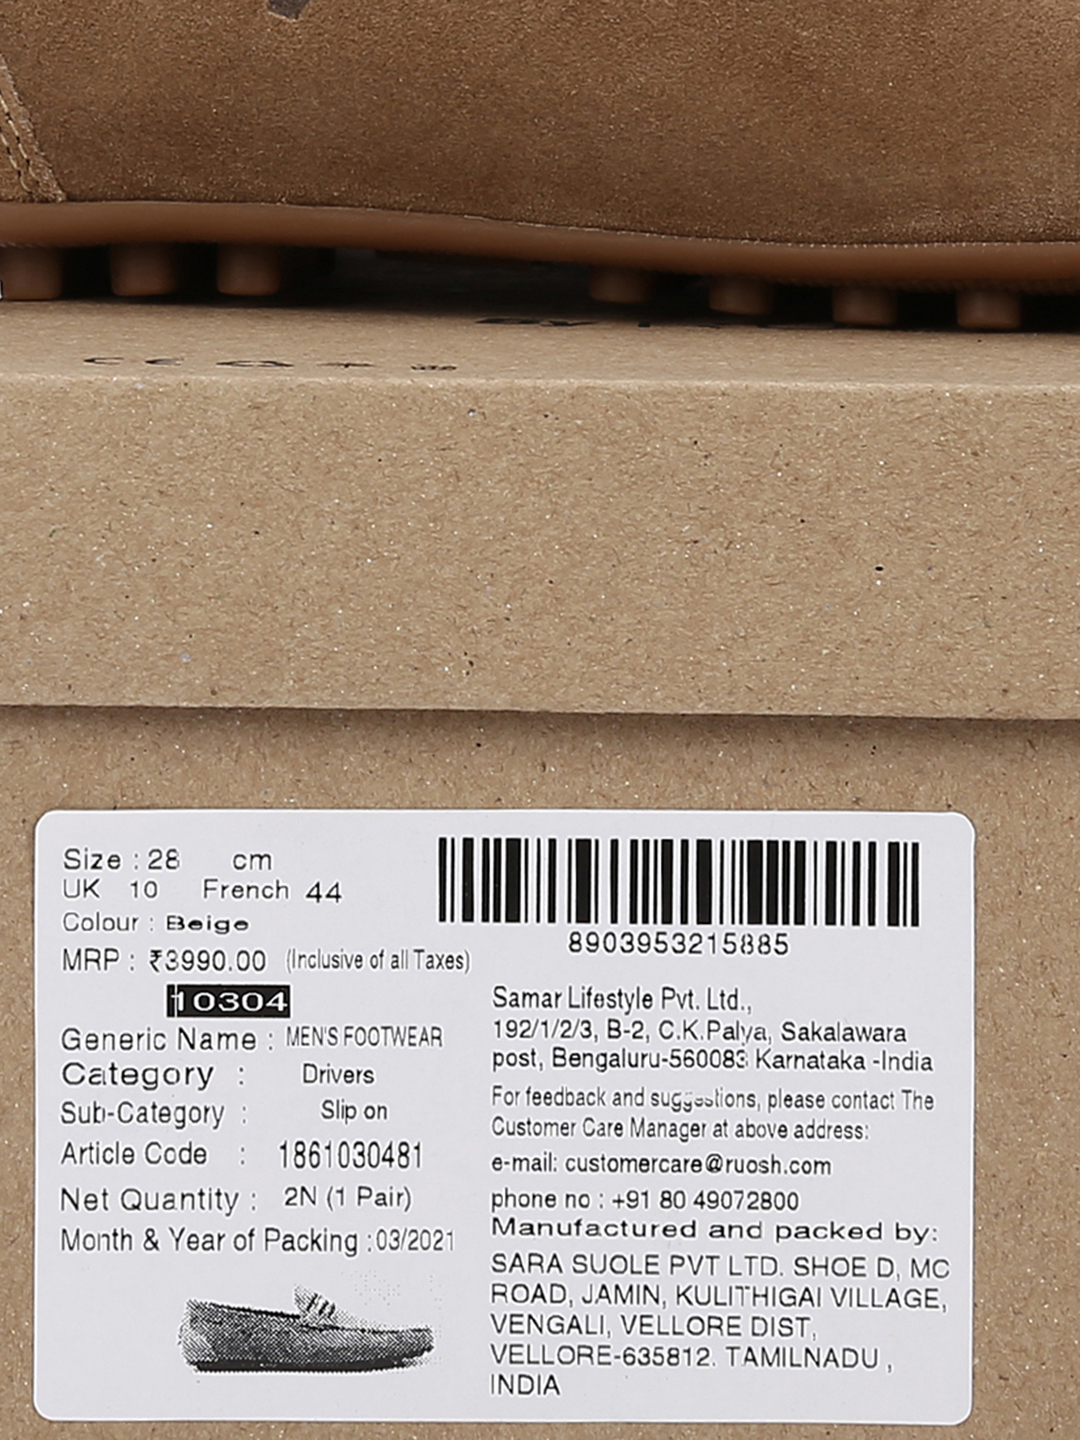 Size : 28 cm
UK 10 French 44
Colour : Beige
MRP : ₹3990.00 (Inclusive of all Taxes)
10304
Generic Name : MEN'S FOOTWEAR
Category : Drivers
Sub-Category : Slip on
Article Code : 1861030481
Net Quantity : 2N (1 Pair)
Month & Year of Packing :03/2021
8903953215885
Samar Lifestyle Pvt. Ltd.,
192/1/2/3, B-2, C.K.Palya, Sakalawara
post, Bengaluru-560083 Karnataka -India
For feedback and suggestions, please contact The
Customer Care Manager at above address:
e-mail: customercare@ruosh.com
phone no : +91 80 49072800
Manufactured and packed by:
SARA SUOLE PVT LTD. SHOE D, MC
ROAD, JAMIN, KULITHIGAI VILLAGE,
VENGALI, VELLORE DIST,
VELLORE-635812. TAMILNADU ,
INDIA